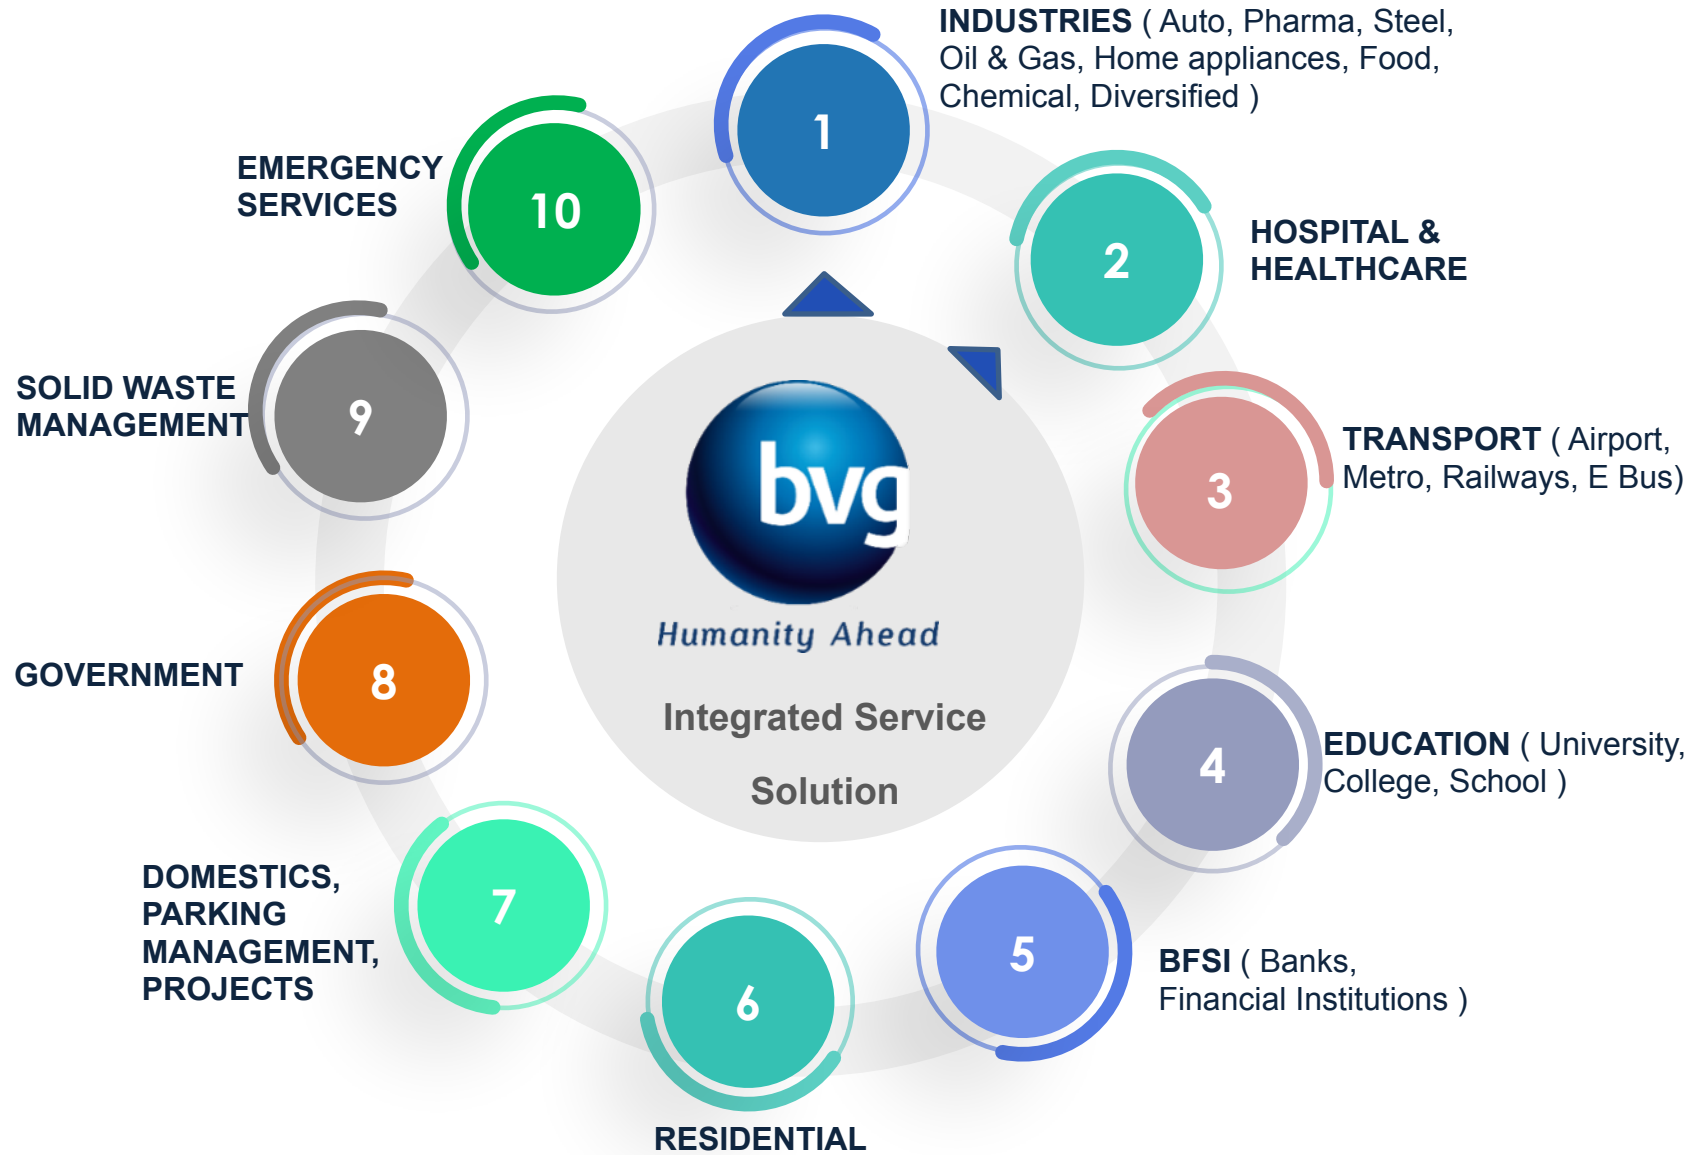 1
INDUSTRIES ( Auto, Pharma, Steel,
Oil & Gas, Home appliances, Food,
Chemical, Diversified )
2
HOSPITAL &
HEALTHCARE
3
TRANSPORT ( Airport,
Metro, Railways, E Bus)
4
EDUCATION ( University,
College, School )
5
BFSI ( Banks,
Financial Institutions )
6
RESIDENTIAL
7
DOMESTICS,
PARKING
MANAGEMENT,
PROJECTS
8
GOVERNMENT
9
SOLID WASTE
MANAGEMENT
10
EMERGENCY
SERVICES
bvg
Humanity Ahead
Integrated Service
Solution